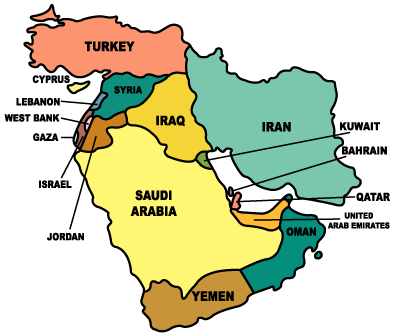 TURKEY
CYPRUS
SYRIA
LEBANON
WEST BANK
IRAQ
IRAN
KUWAIT
GAZA
BAHRAIN
ISRAEL
SAUDI
ARABIA
QATAR
UNITED
ARAB EMIRATES
JORDAN
OMAN
YEMEN